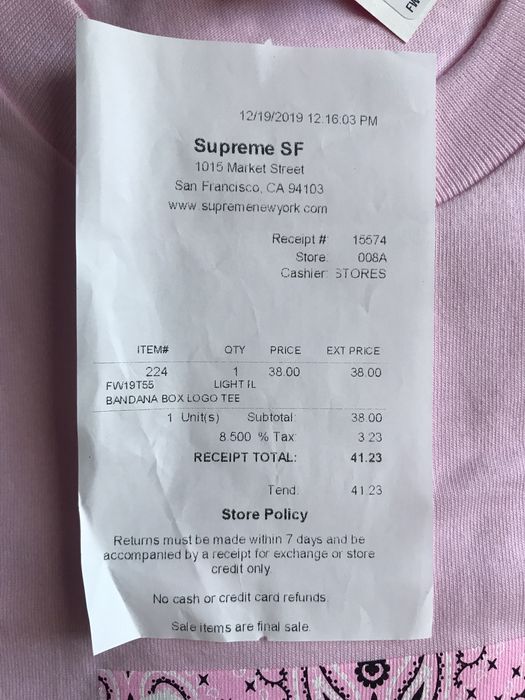 FW
12/19/2019 12:16:03 PM
Supreme SF
1015 Market Street
San Francisco, CA 94103
www.supremenewyork.com
Receipt # 15574
Store: 008A
Cashier: STORES
ITEM# QTY PRICE EXT PRICE
224 1 38.00 38.00
FW19T55 LIGHT
BANDANA BOX LOGO TEE
1 Unit(s) Subtotal: 38.00
8.500 % Tax: 3.23
RECEIPT TOTAL: 41.23
Tend: 41.23
Store Policy
Returns must be made within 7 days and be
accompanied by a receipt for exchange or store
credit only.
No cash or credit card refunds.
Sale items are final sale.